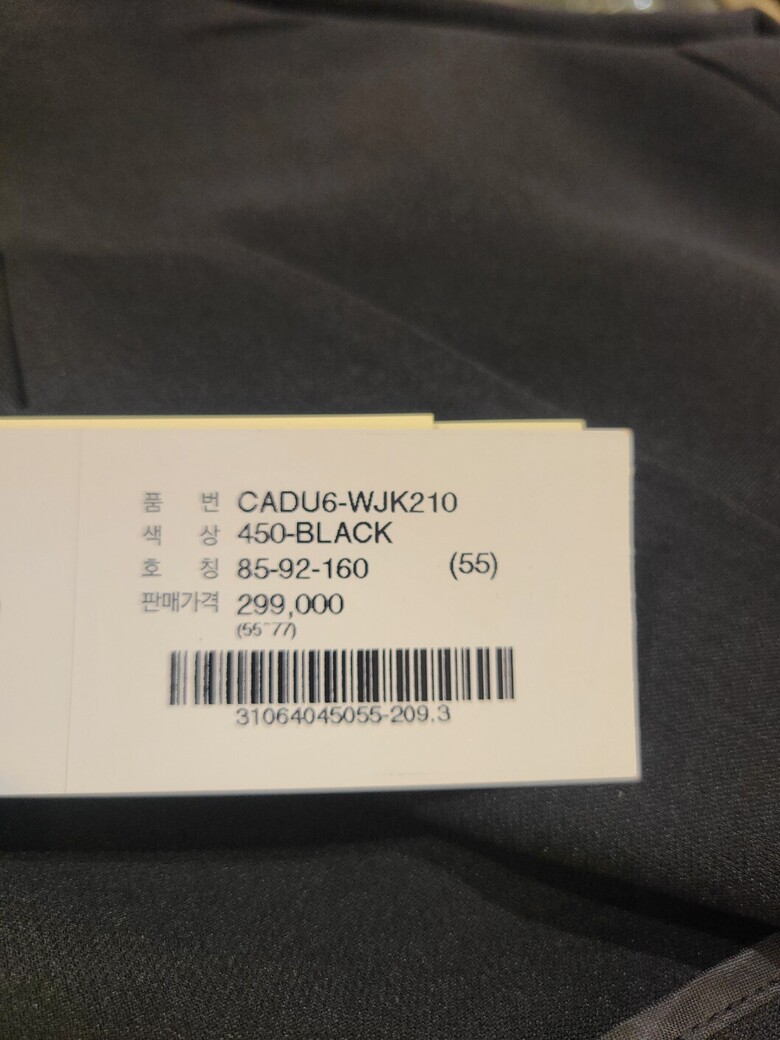 품 번 CADU6-WJK210
색 상 450-BLACK
호 칭 85-92-160 (55)
판매가격 299,000
(55~77)
31064045055-209.3